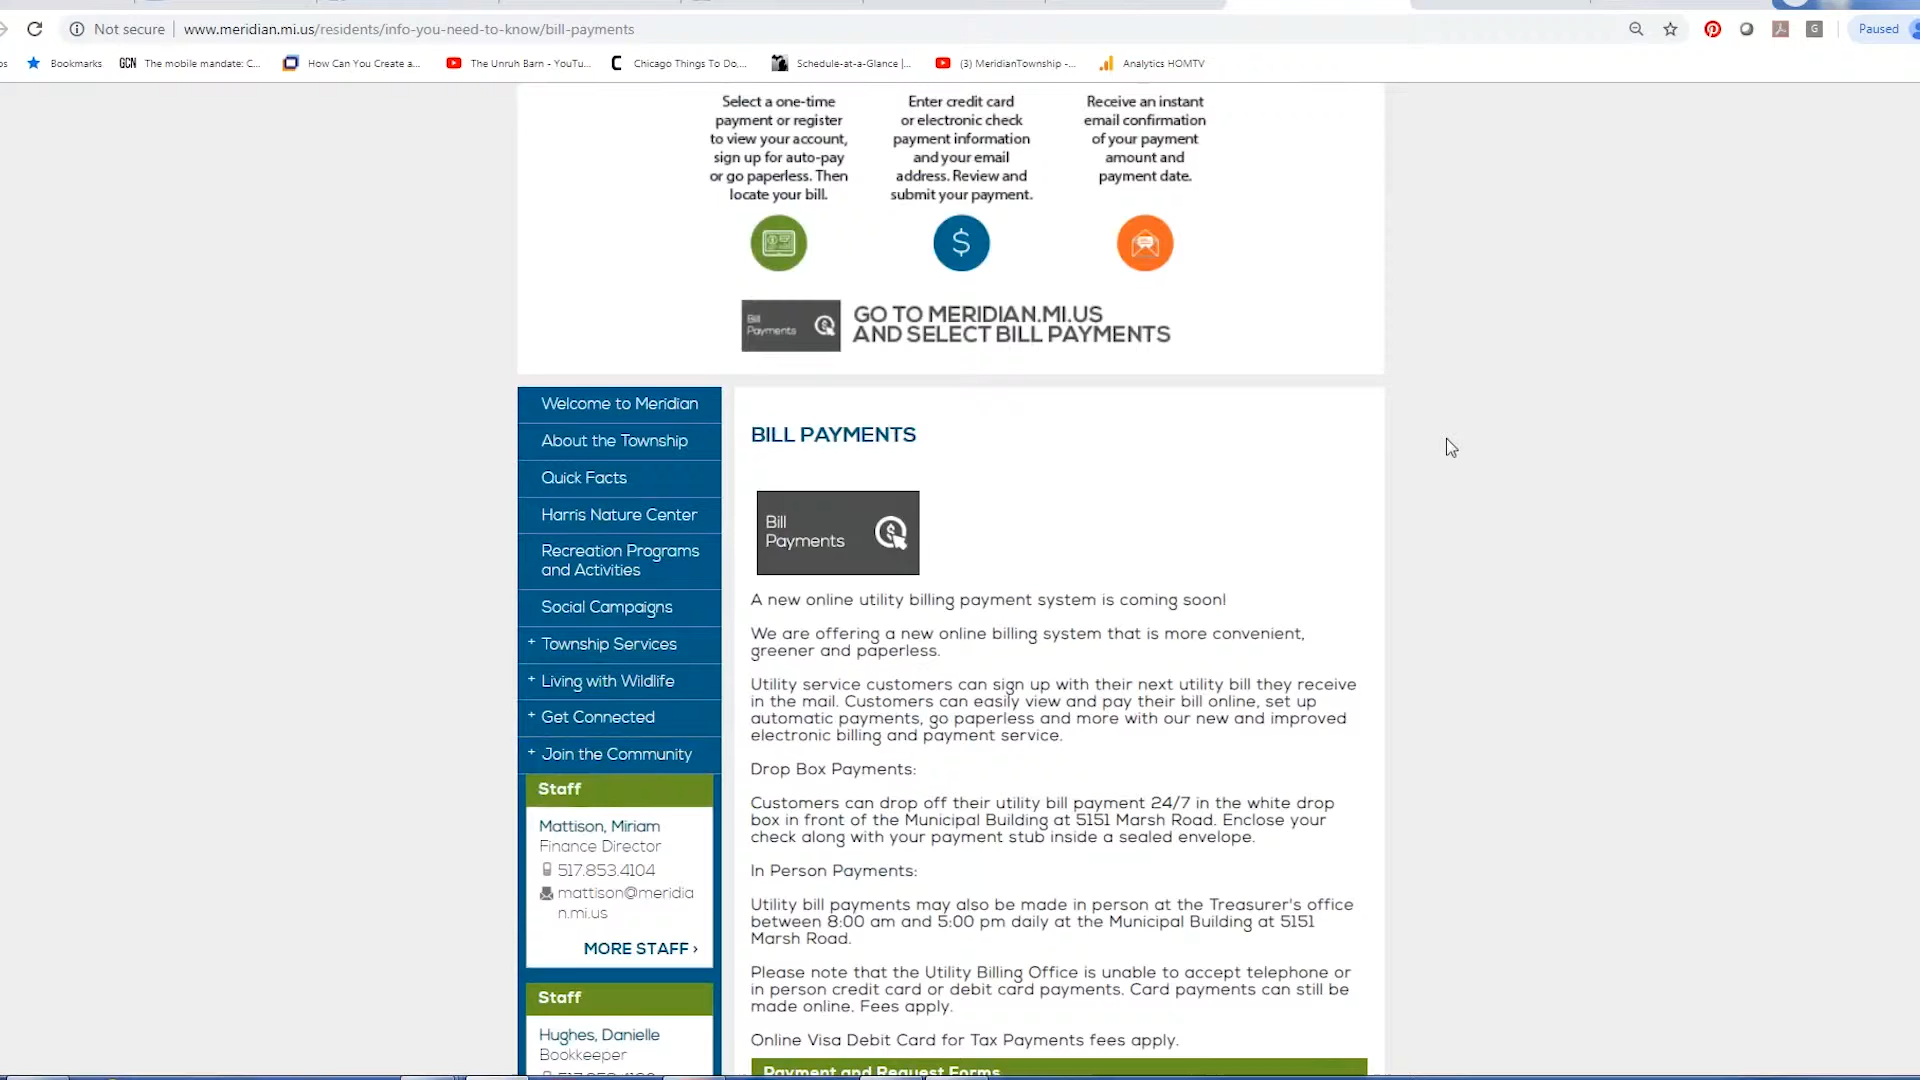 Not secure | www.meridian.mi.us/residents/info-you-need-to-know/bill-payments
Paused
Bookmarks GCN The mobile mandate: C... How Can You Create a... The Unruh Barn - YouTu... Chicago Things To Do,... Schedule-at-a-Glance |... (3) MeridianTownship -... Analytics HOMTV
Select a one-time
payment or register
to view your account,
sign up for auto-pay
or go paperless. Then
locate your bill.
Enter credit card
or electronic check
payment information
and your email
address. Review and
submit your payment.
Receive an instant
email confirmation
of your payment
amount and
payment date.
Bill
Payments
GO TO MERIDIAN.MI.US
AND SELECT BILL PAYMENTS
Welcome to Meridian
About the Township
Quick Facts
Harris Nature Center
Recreation Programs
and Activities
Social Campaigns
+ Township Services
+ Living with Wildlife
+ Get Connected
+ Join the Community
Staff
Mattison, Miriam
Finance Director
517.853.4104
mattison@meridia
n.mi.us
MORE STAFF ›
Staff
Hughes, Danielle
Bookkeeper
BILL PAYMENTS
Bill
Payments
A new online utility billing payment system is coming soon!
We are offering a new online billing system that is more convenient,
greener and paperless.
Utility service customers can sign up with their next utility bill they receive
in the mail. Customers can easily view and pay their bill online, set up
automatic payments, go paperless and more with our new and improved
electronic billing and payment service.
Drop Box Payments:
Customers can drop off their utility bill payment 24/7 in the white drop
box in front of the Municipal Building at 5151 Marsh Road. Enclose your
check along with your payment stub inside a sealed envelope.
In Person Payments:
Utility bill payments may also be made in person at the Treasurer's office
between 8:00 am and 5:00 pm daily at the Municipal Building at 5151
Marsh Road.
Please note that the Utility Billing Office is unable to accept telephone or
in person credit card or debit card payments. Card payments can still be
made online. Fees apply.
Online Visa Debit Card for Tax Payments fees apply.
Payment and Request Forms